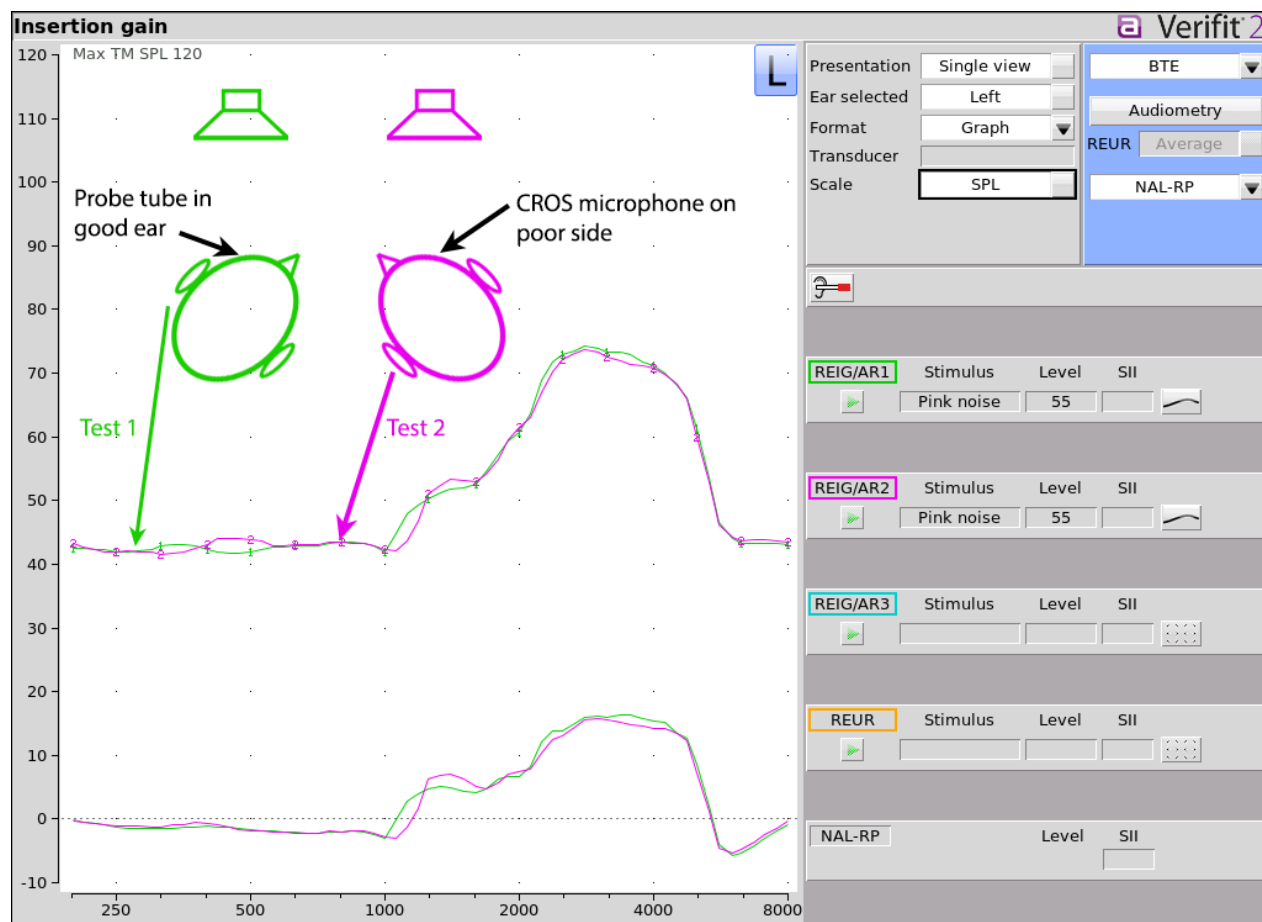 Insertion gain
a Verifit 2
Max TM SPL 120
L
120
110
100
90
80
70
60
50
40
30
20
10
0
-10
250
500
1000
2000
4000
8000
Probe tube in
good ear
CROS microphone on
poor side
Test 1
Test 2
Presentation Single view
Ear selected Left
Format Graph
Transducer
Scale SPL
BTE
Audiometry
REUR Average
NAL-RP
REIG/AR1 Stimulus Level SII
Pink noise 55
REIG/AR2 Stimulus Level SII
Pink noise 55
REIG/AR3 Stimulus Level SII
REUR Stimulus Level SII
NAL-RP Level SII